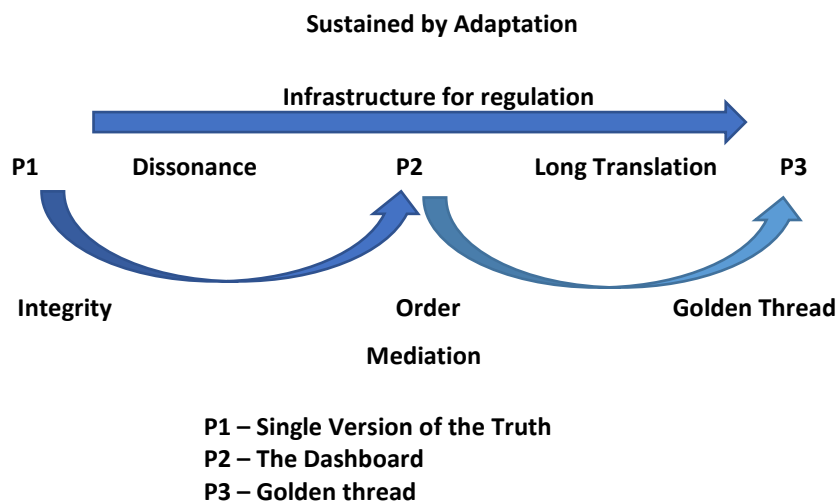 Sustained by Adaptation
Infrastructure for regulation
P1 Dissonance P2 Long Translation P3
Integrity Order Golden Thread
Mediation
P1 – Single Version of the Truth
P2 – The Dashboard
P3 – Golden thread